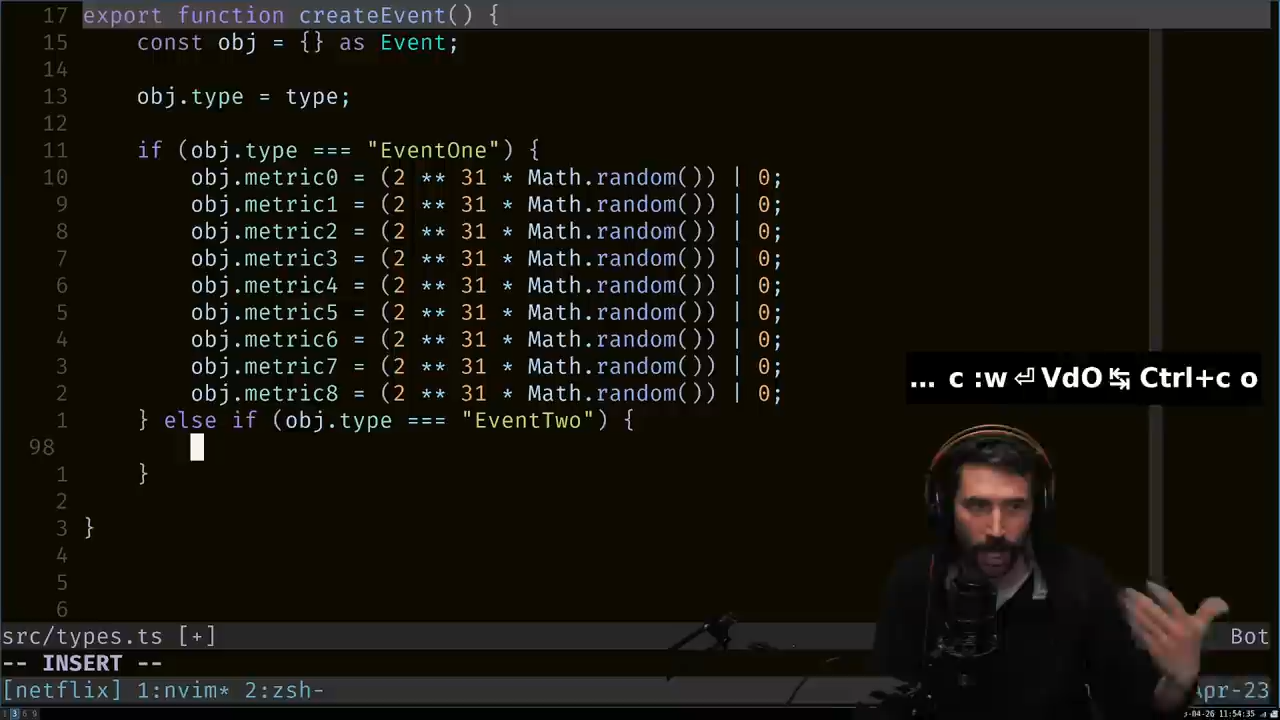 17 export function createEvent() {
15 const obj = {} as Event;
14
13 obj.type = type;
12
11 if (obj.type === "EventOne") {
10 obj.metric0 = (2 ** 31 * Math.random()) | 0;
9 obj.metric1 = (2 ** 31 * Math.random()) | 0;
8 obj.metric2 = (2 ** 31 * Math.random()) | 0;
7 obj.metric3 = (2 ** 31 * Math.random()) | 0;
6 obj.metric4 = (2 ** 31 * Math.random()) | 0;
5 obj.metric5 = (2 ** 31 * Math.random()) | 0;
4 obj.metric6 = (2 ** 31 * Math.random()) | 0;
3 obj.metric7 = (2 ** 31 * Math.random()) | 0;
2 obj.metric8 = (2 ** 31 * Math.random()) | 0;
1 } else if (obj.type === "EventTwo") {
98
1 }
2
3 }
4
5
6
... c :w⏎ VdO↹ Ctrl+c o
src/types.ts [+] Bot
-- INSERT --
[netflix] 1:nvim* 2:zsh- Apr-23
-04-26 11:54:35